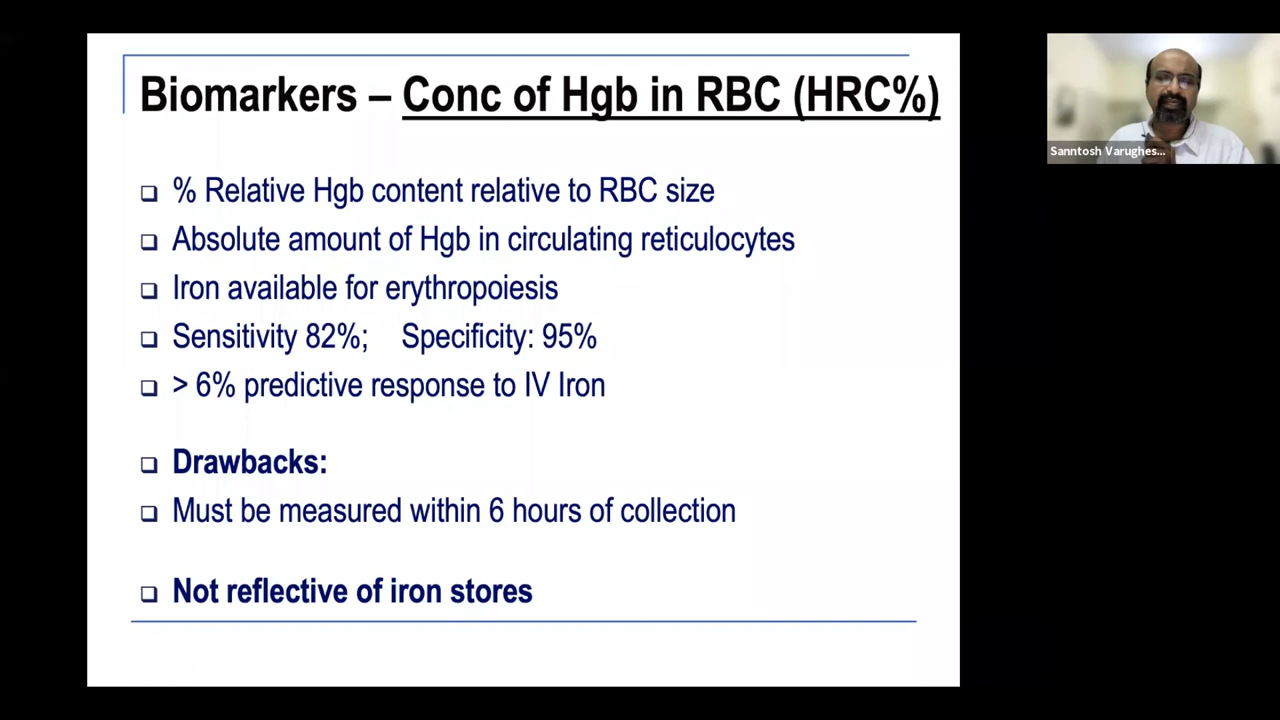 Biomarkers – Conc of Hgb in RBC (HRC%)
% Relative Hgb content relative to RBC size
Absolute amount of Hgb in circulating reticulocytes
Iron available for erythropoiesis
Sensitivity 82%; Specificity: 95%
> 6% predictive response to IV Iron
Drawbacks:
Must be measured within 6 hours of collection
Not reflective of iron stores
Sanntosh Varughes...